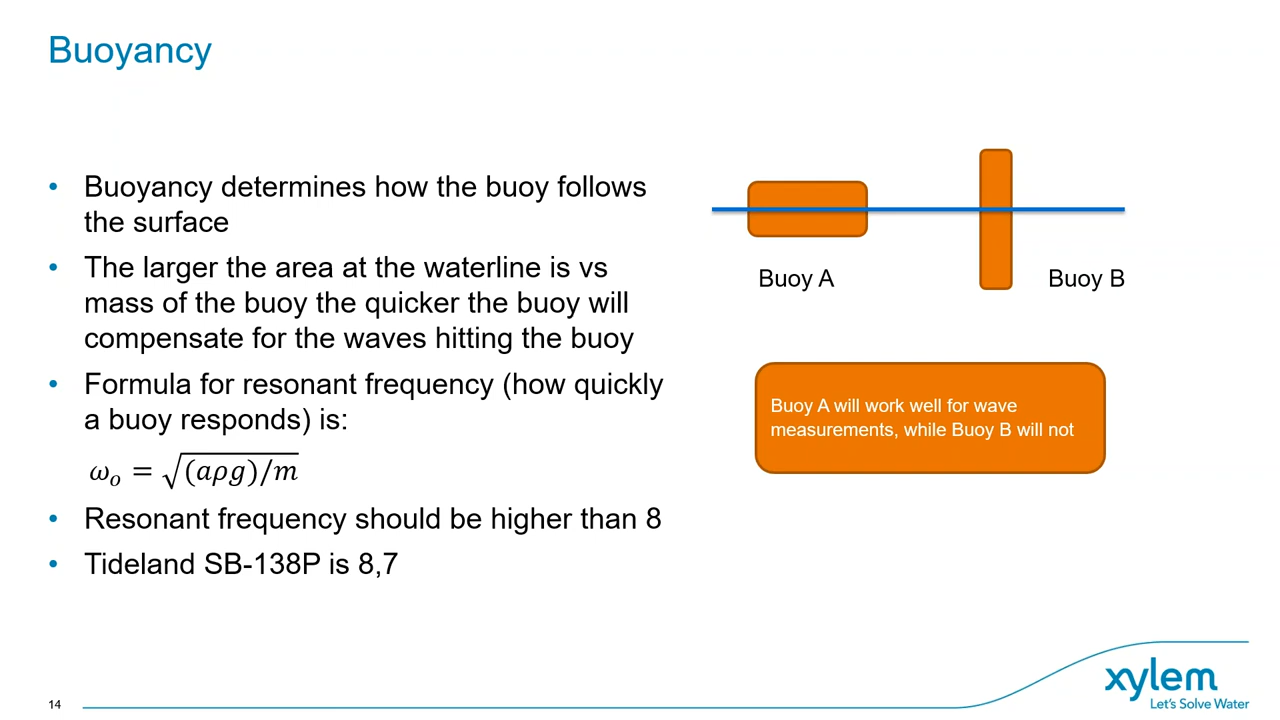 Buoyancy
• Buoyancy determines how the buoy follows
the surface
• The larger the area at the waterline is vs
mass of the buoy the quicker the buoy will
compensate for the waves hitting the buoy
• Formula for resonant frequency (how quickly
a buoy responds) is:
𝜔ₒ = √(𝑎𝜌𝑔)/𝑚
• Resonant frequency should be higher than 8
• Tideland SB-138P is 8,7
Buoy A
Buoy B
Buoy A will work well for wave
measurements, while Buoy B will not
14
xylem
Let's Solve Water